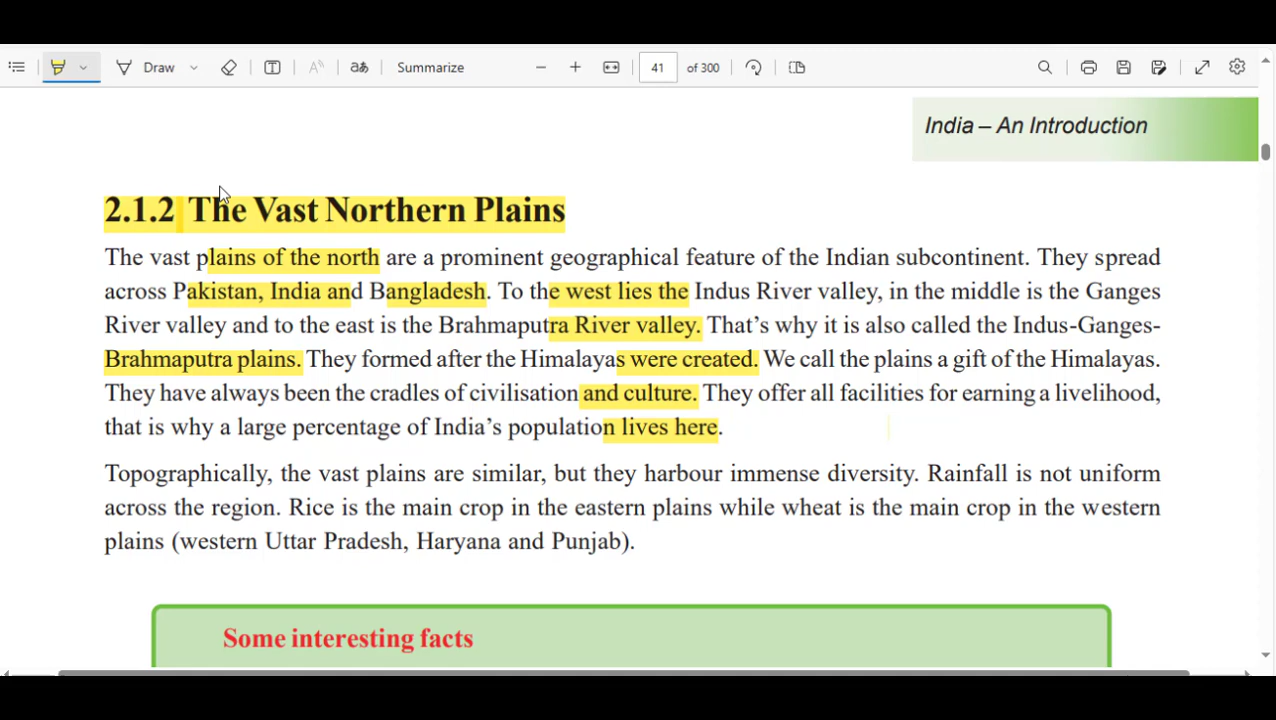 Draw
Summarize
41 of 300
India – An Introduction
2.1.2 The Vast Northern Plains
The vast plains of the north are a prominent geographical feature of the Indian subcontinent. They spread
across Pakistan, India and Bangladesh. To the west lies the Indus River valley, in the middle is the Ganges
River valley and to the east is the Brahmaputra River valley. That’s why it is also called the Indus-Ganges-
Brahmaputra plains. They formed after the Himalayas were created. We call the plains a gift of the Himalayas.
They have always been the cradles of civilisation and culture. They offer all facilities for earning a livelihood,
that is why a large percentage of India’s population lives here.
Topographically, the vast plains are similar, but they harbour immense diversity. Rainfall is not uniform
across the region. Rice is the main crop in the eastern plains while wheat is the main crop in the western
plains (western Uttar Pradesh, Haryana and Punjab).
Some interesting facts